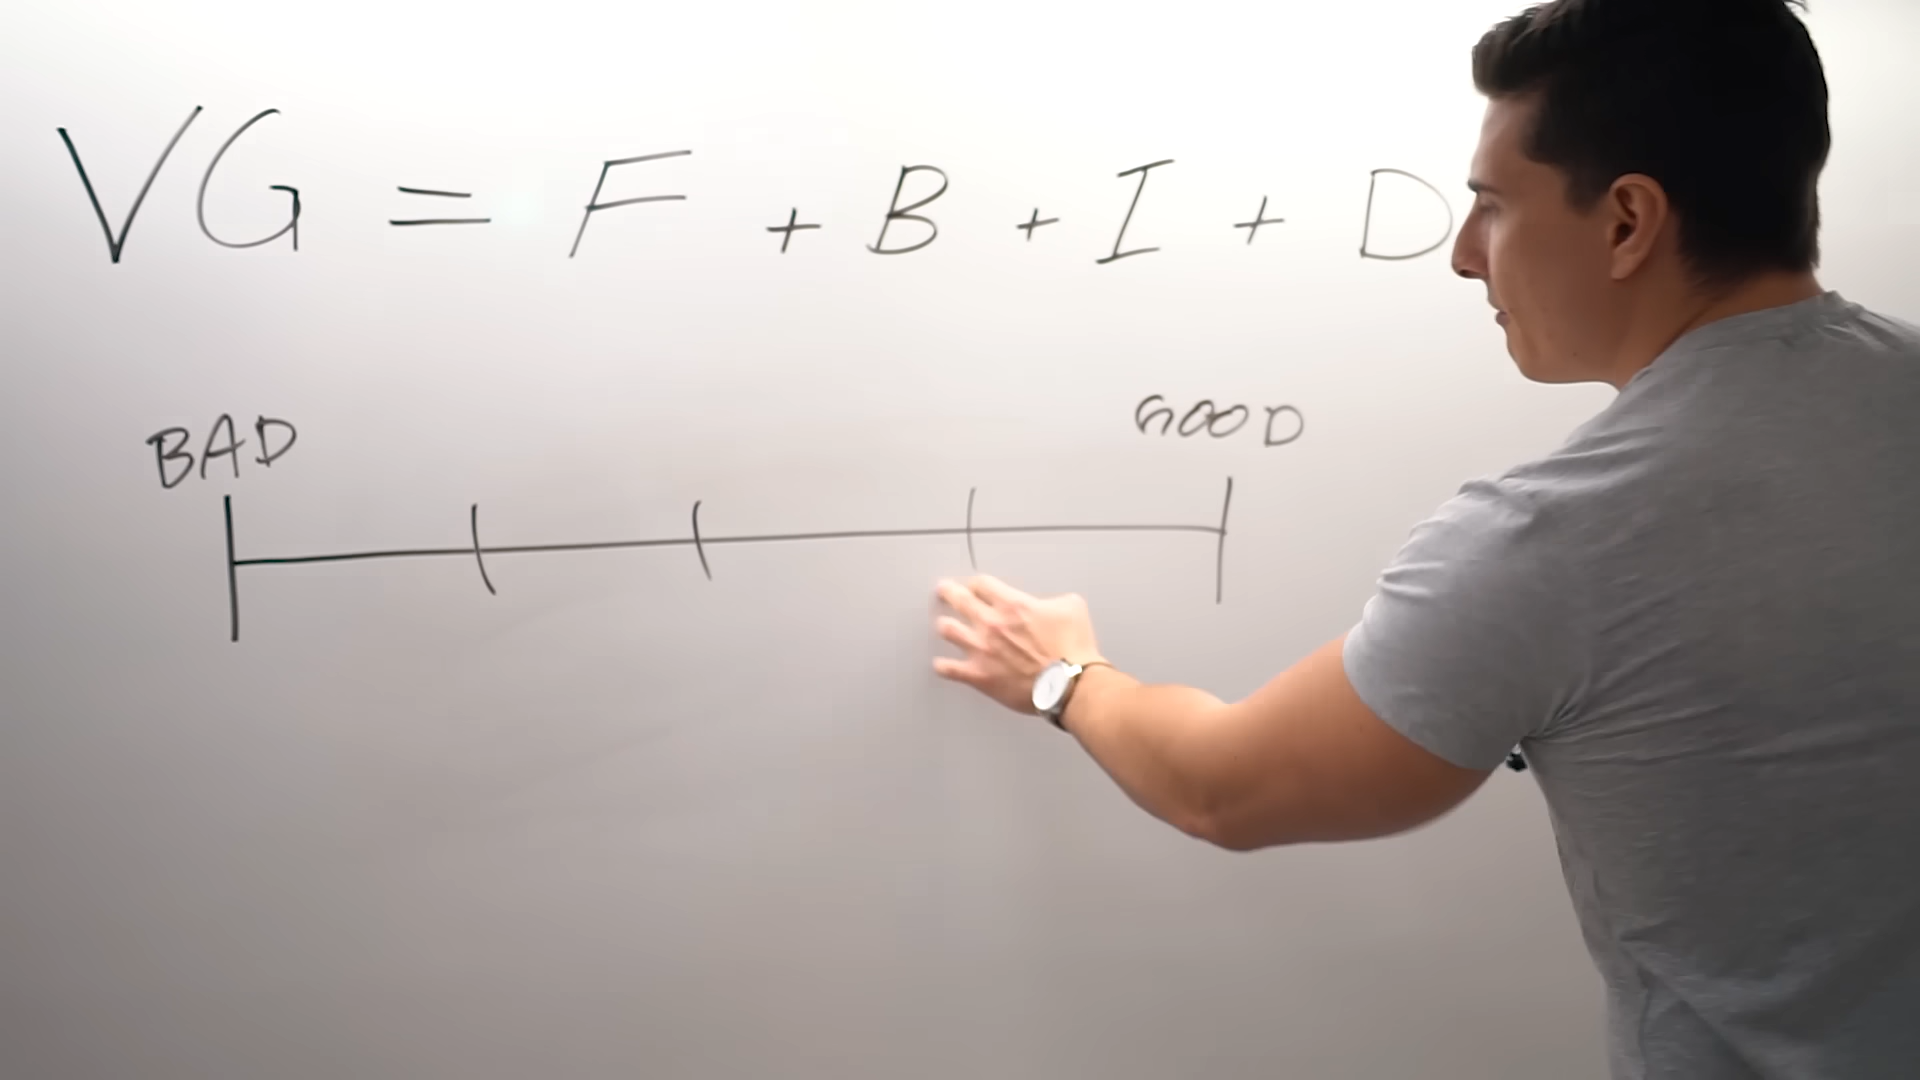 VG = F + B + I + D
BAD GOOD